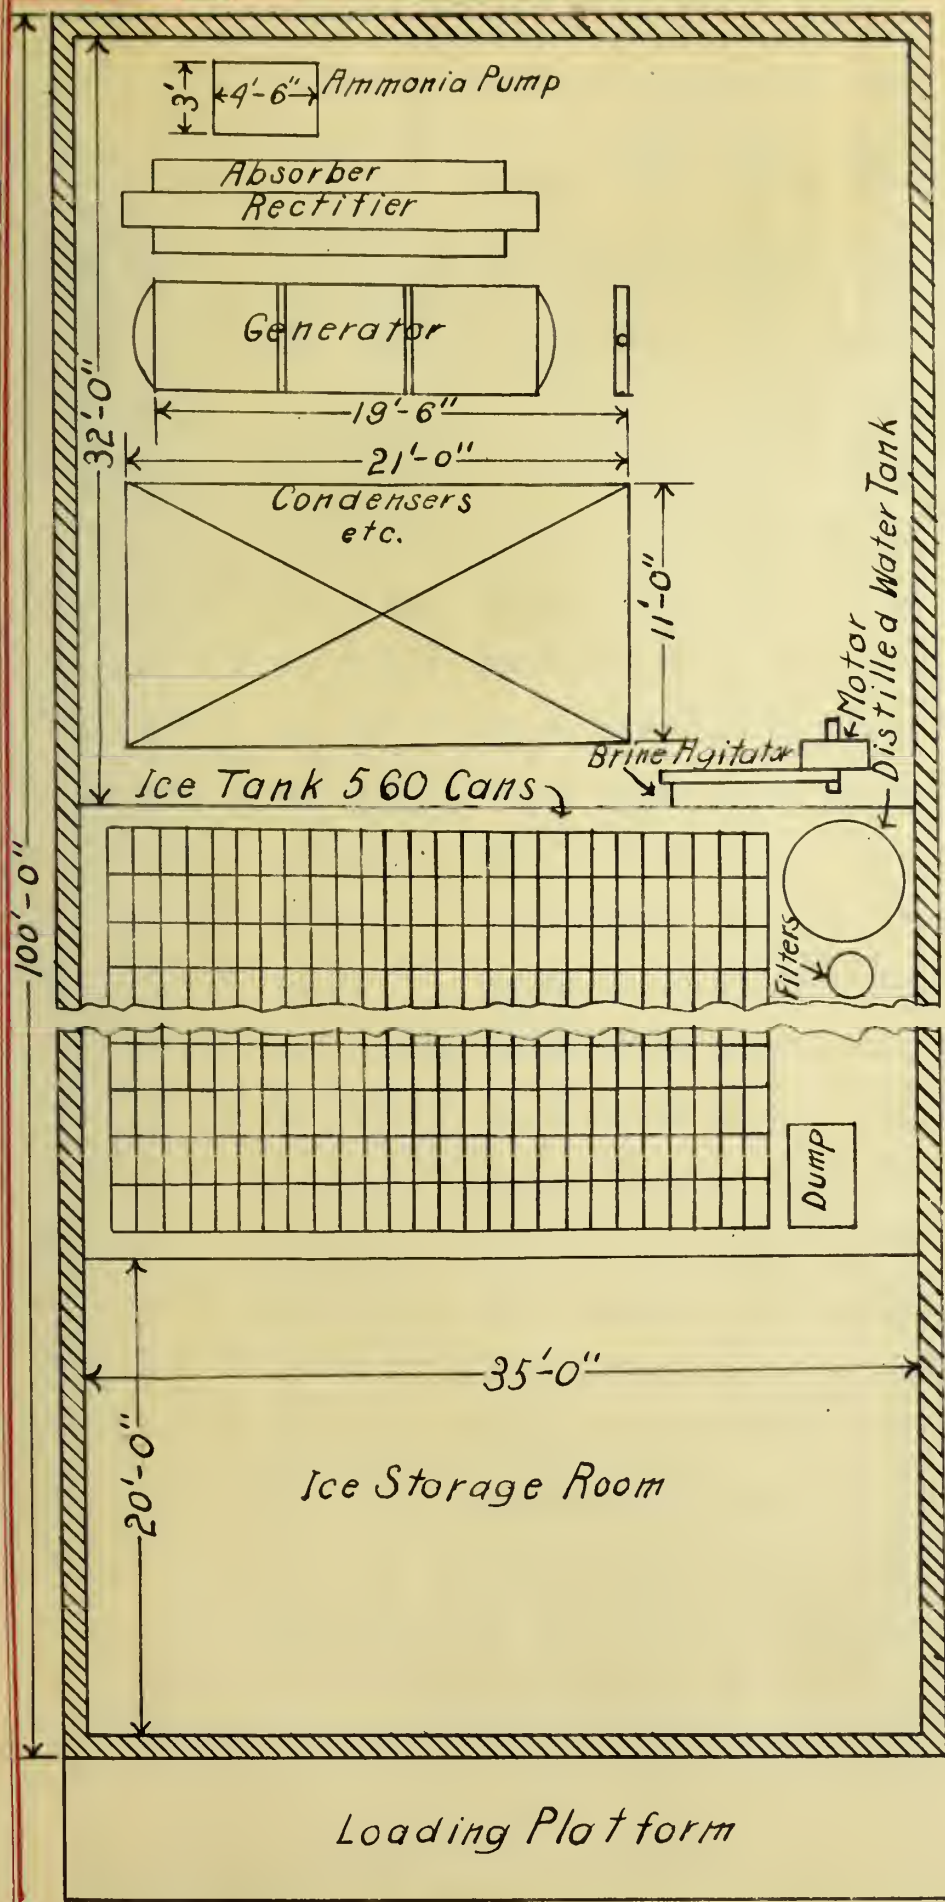 3'
4'-6"
Ammonia Pump
Absorber
Rectifier
Generator
32'-0"
19'-6"
21'-0"
Condensers
etc.
11'-0"
Motor
Distilled Water Tank
Brine Agitator
Ice Tank 560 Cans
100'-0"
Filters
Dump
35'-0"
20'-0"
Ice Storage Room
Loading Platform